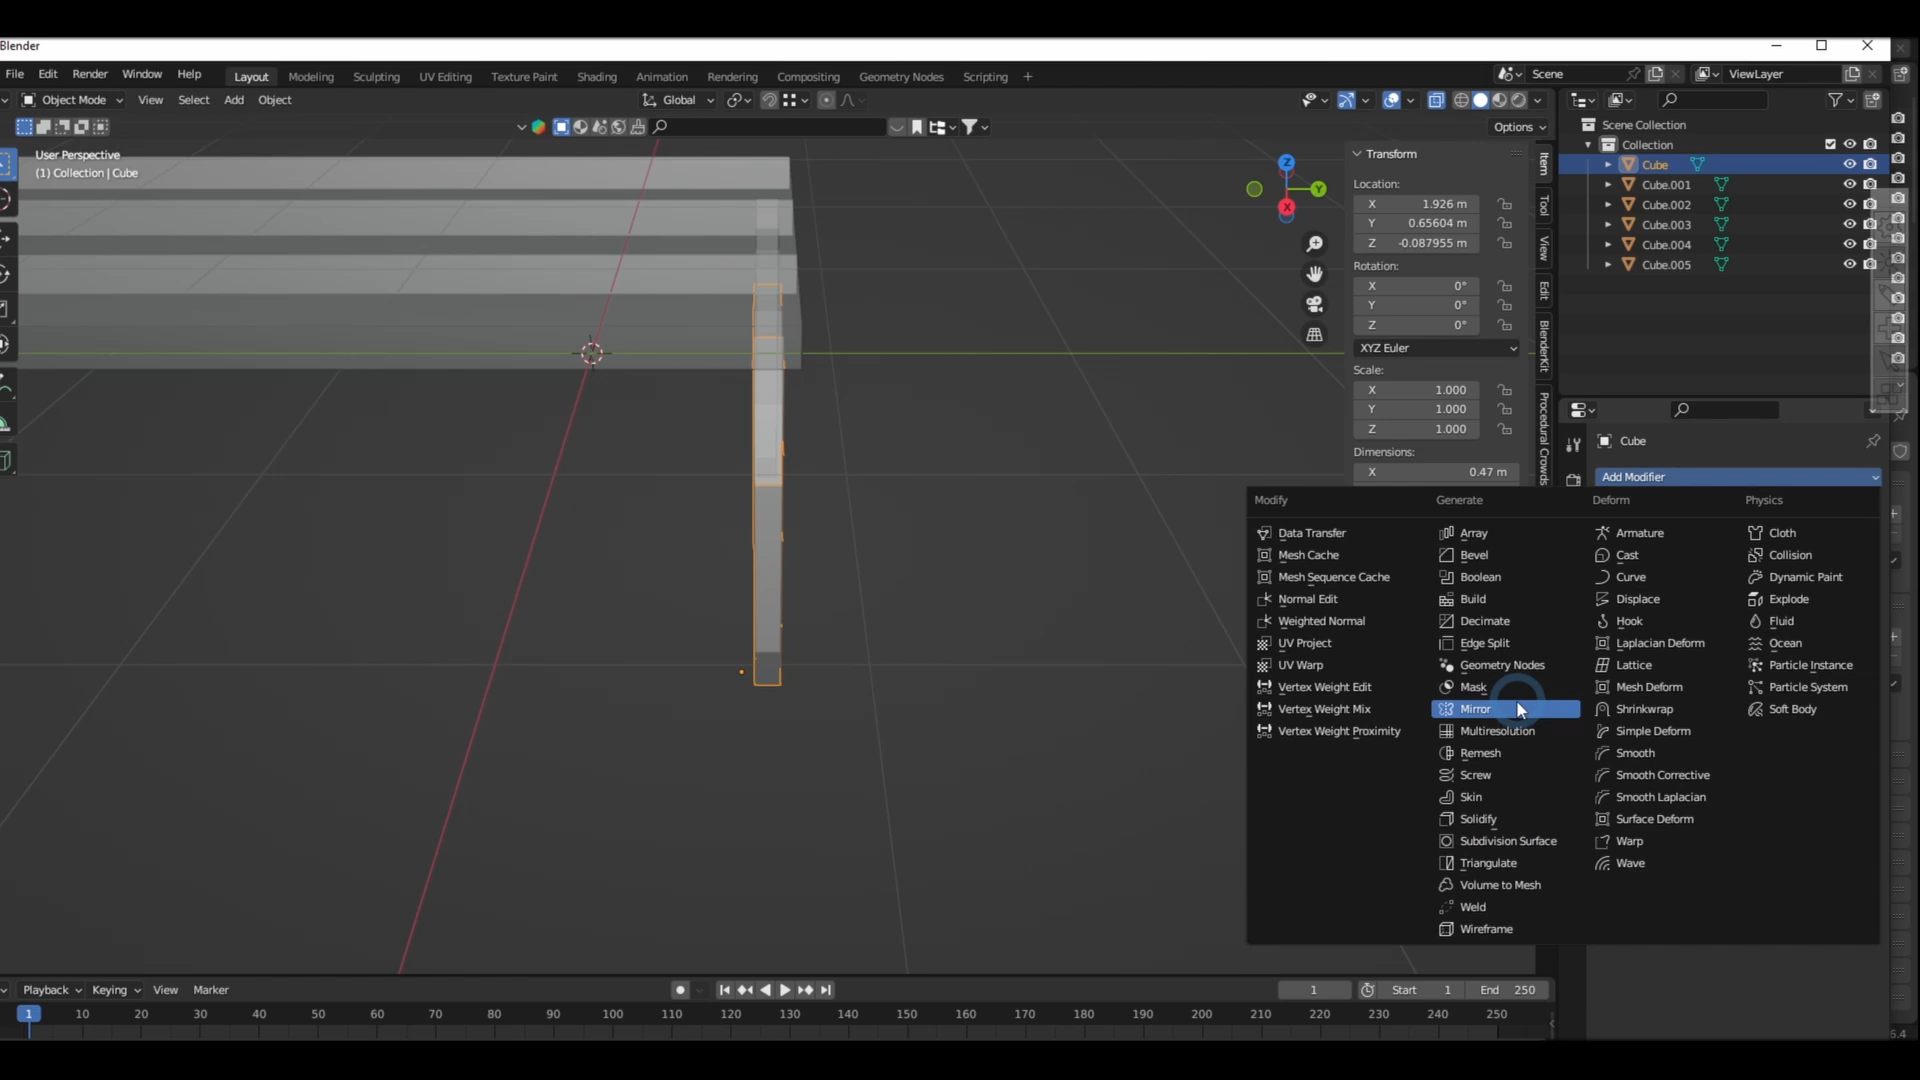 Blender
File Edit Render Window Help Layout Modeling Sculpting UV Editing Texture Paint Shading Animation Rendering Compositing Geometry Nodes Scripting + Scene ViewLayer
Object Mode View Select Add Object Global
Options
User Perspective
(1) Collection | Cube
Z
Y
X
Transform
Location:
X 1.926 m
Y 0.65604 m
Z -0.087955 m
Rotation:
X 0°
Y 0°
Z 0°
XYZ Euler
Scale:
X 1.000
Y 1.000
Z 1.000
Dimensions:
X 0.47 m
Item
Tool
View
Edit
BlenderKit
Procedural Crowds
Scene Collection
Collection
Cube
Cube.001
Cube.002
Cube.003
Cube.004
Cube.005
Cube
Add Modifier
Modify
Data Transfer
Mesh Cache
Mesh Sequence Cache
Normal Edit
Weighted Normal
UV Project
UV Warp
Vertex Weight Edit
Vertex Weight Mix
Vertex Weight Proximity
Generate
Array
Bevel
Boolean
Build
Decimate
Edge Split
Geometry Nodes
Mask
Mirror
Multiresolution
Remesh
Screw
Skin
Solidify
Subdivision Surface
Triangulate
Volume to Mesh
Weld
Wireframe
Deform
Armature
Cast
Curve
Displace
Hook
Laplacian Deform
Lattice
Mesh Deform
Shrinkwrap
Simple Deform
Smooth
Smooth Corrective
Smooth Laplacian
Surface Deform
Warp
Wave
Physics
Cloth
Collision
Dynamic Paint
Explode
Fluid
Ocean
Particle Instance
Particle System
Soft Body
Playback Keying View Marker 1 Start 1 End 250
1 10 20 30 40 50 60 70 80 90 100 110 120 130 140 150 160 170 180 190 200 210 220 230 240 250